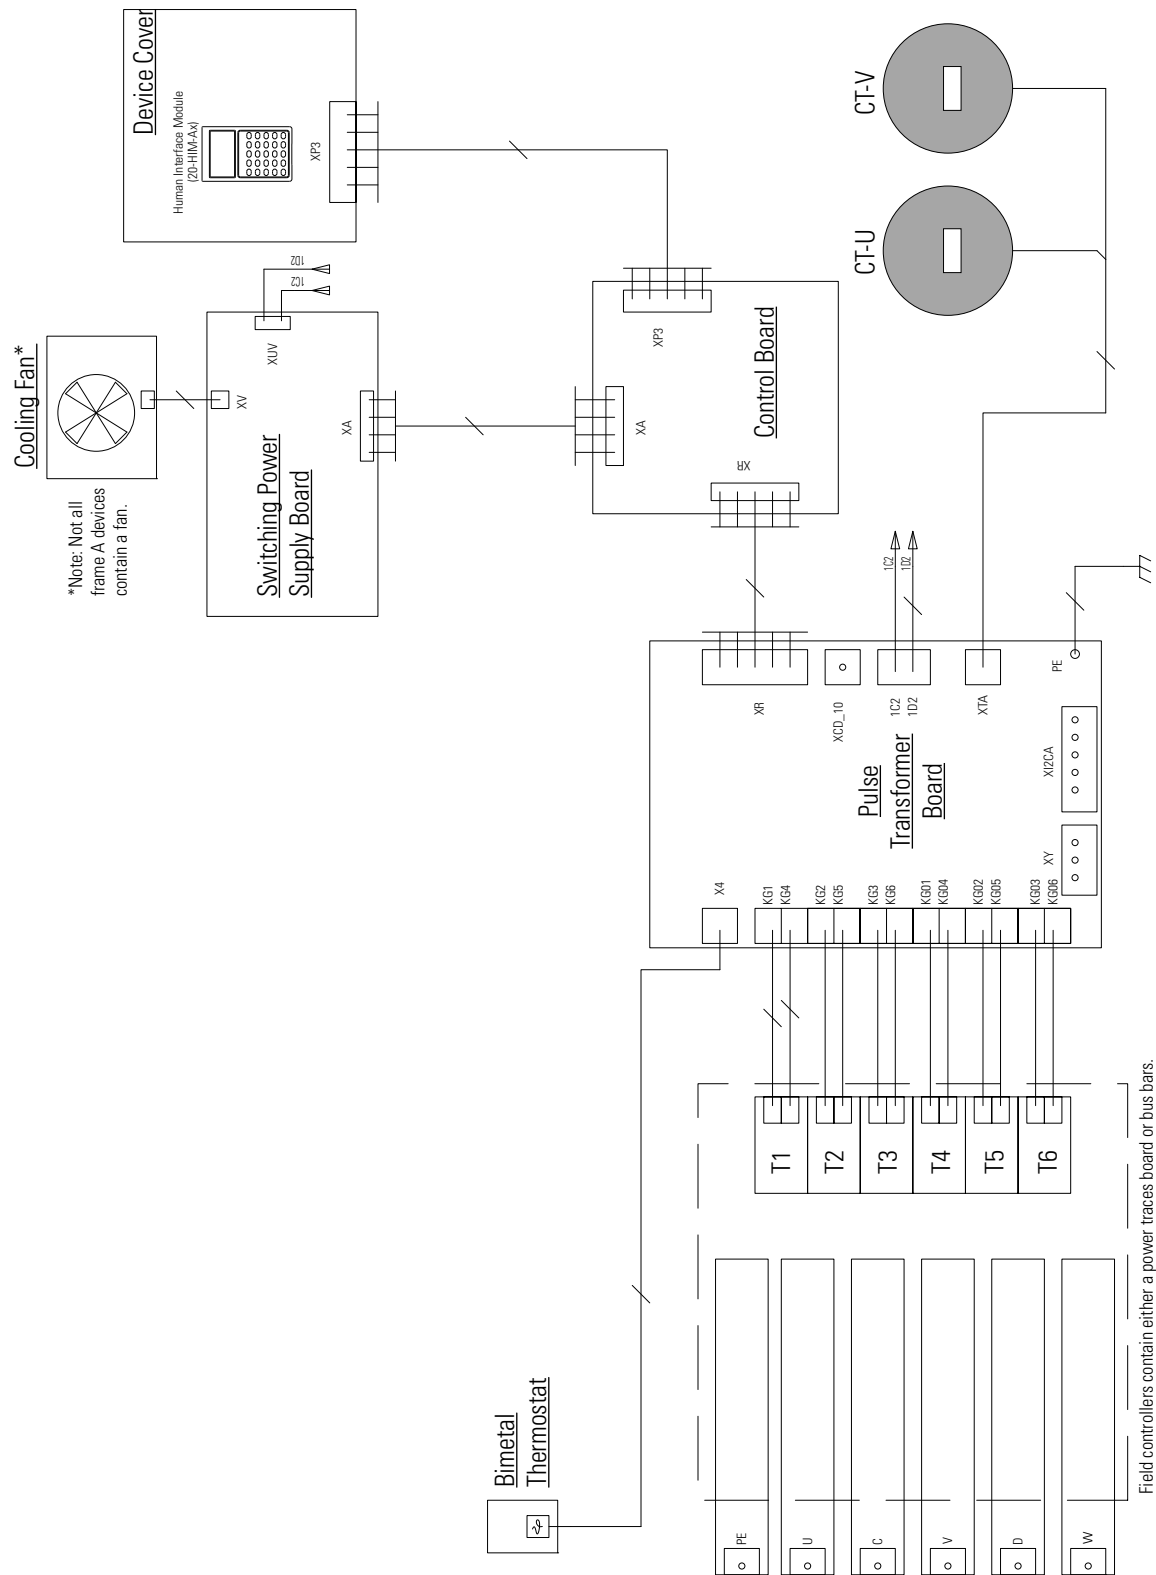 Device Cover
Human Interface Module
(20-HIM-Ax)
XP3
Cooling Fan*
*Note: Not all
frame A devices
contain a fan.
XV
XUV
1D2
1C2
Switching Power
Supply Board
XA
XA
XP3
Control Board
XR
CT-V
CT-U
1C2
1D2
XR
XCD_10
1C2
1D2
XTA
PE
Pulse
Transformer
Board
XI2CA
XY
X4
KG1
KG4
KG2
KG5
KG3
KG6
KG01
KG04
KG02
KG05
KG03
KG06
T1
T2
T3
T4
T5
T6
Bimetal
Thermostat
PE
U
C
V
D
W
Field controllers contain either a power traces board or bus bars.